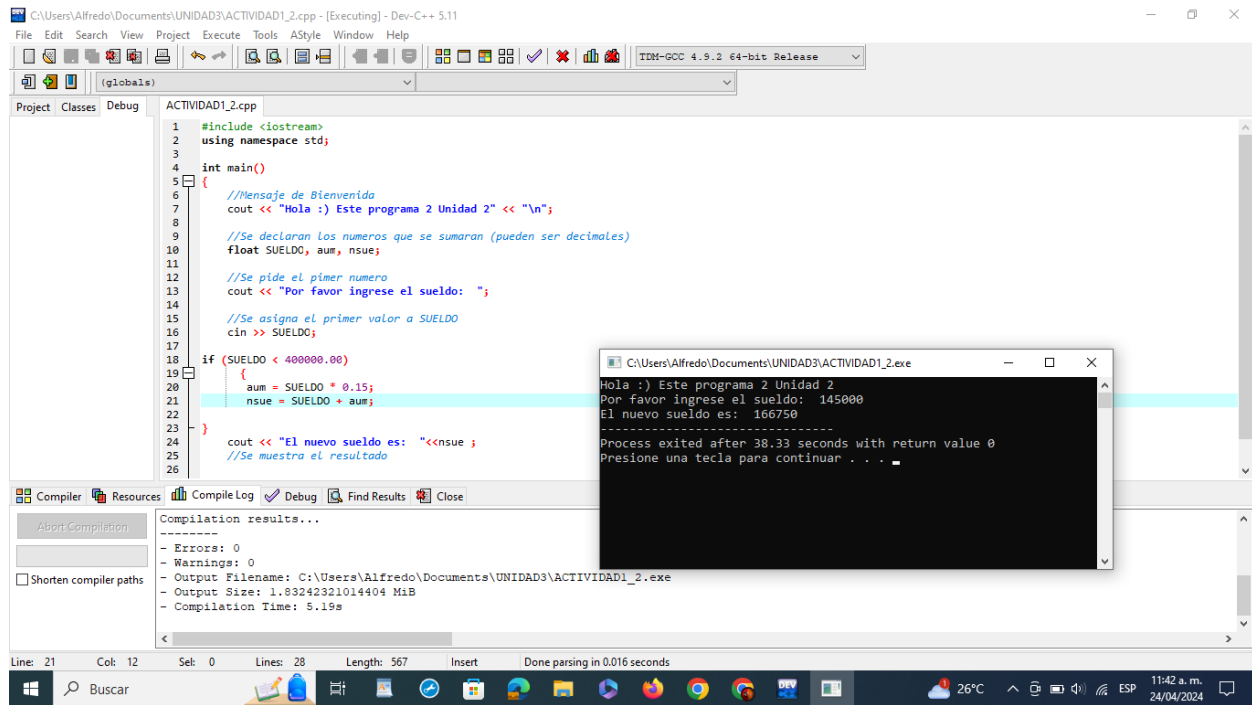 C:\Users\Alfredo\Documents\UNIDAD3\ACTIVIDAD1_2.cpp - [Executing] - Dev-C++ 5.11
File Edit Search View Project Execute Tools AStyle Window Help
TDM-GCC 4.9.2 64-bit Release
(globals)
Project Classes Debug ACTIVIDAD1_2.cpp
1 #include <iostream>
2 using namespace std;
3
4 int main()
5 {
6 //Mensaje de Bienvenida
7 cout << "Hola :) Este programa 2 Unidad 2" << "\n";
8
9 //Se declaran los numeros que se sumaran (pueden ser decimales)
10 float SUELDO, aum, nsue;
11
12 //Se pide el pimer numero
13 cout << "Por favor ingrese el sueldo:  ";
14
15 //Se asigna el primer valor a SUELDO
16 cin >> SUELDO;
17
18 if (SUELDO < 400000.00)
19 {
20 aum = SUELDO * 0.15;
21 nsue = SUELDO + aum;
22
23 }
24 cout << "El nuevo sueldo es:  "<<nsue ;
25 //Se muestra el resultado
26
C:\Users\Alfredo\Documents\UNIDAD3\ACTIVIDAD1_2.exe
Hola :) Este programa 2 Unidad 2
Por favor ingrese el sueldo:  145000
El nuevo sueldo es:  166750
--------------------------------
Process exited after 38.33 seconds with return value 0
Presione una tecla para continuar . . .
Compiler Resources Compile Log Debug Find Results Close
Abort Compilation
Shorten compiler paths
Compilation results...
--------
- Errors: 0
- Warnings: 0
- Output Filename: C:\Users\Alfredo\Documents\UNIDAD3\ACTIVIDAD1_2.exe
- Output Size: 1.83242321014404 MiB
- Compilation Time: 5.19s
Line: 21 Col: 12 Sel: 0 Lines: 28 Length: 567 Insert Done parsing in 0.016 seconds
Buscar
DEV
1
26°C
ESP
11:42 a. m.
24/04/2024